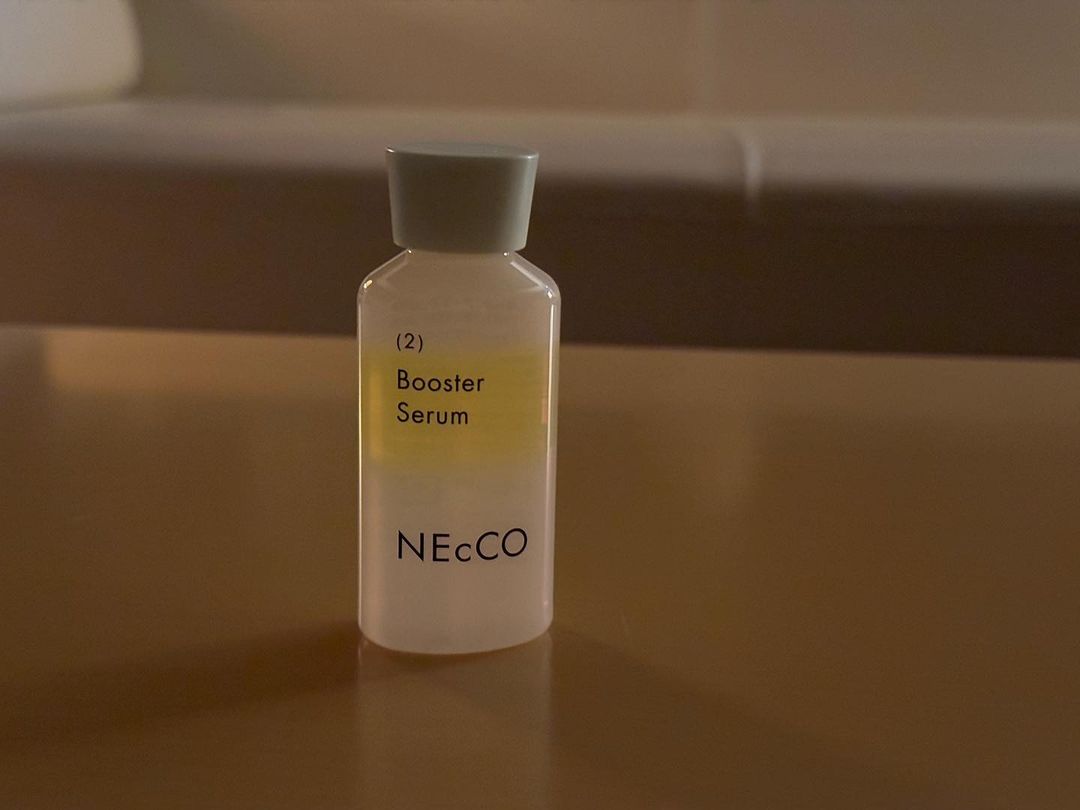 (2)
Booster
Serum
NEcCO